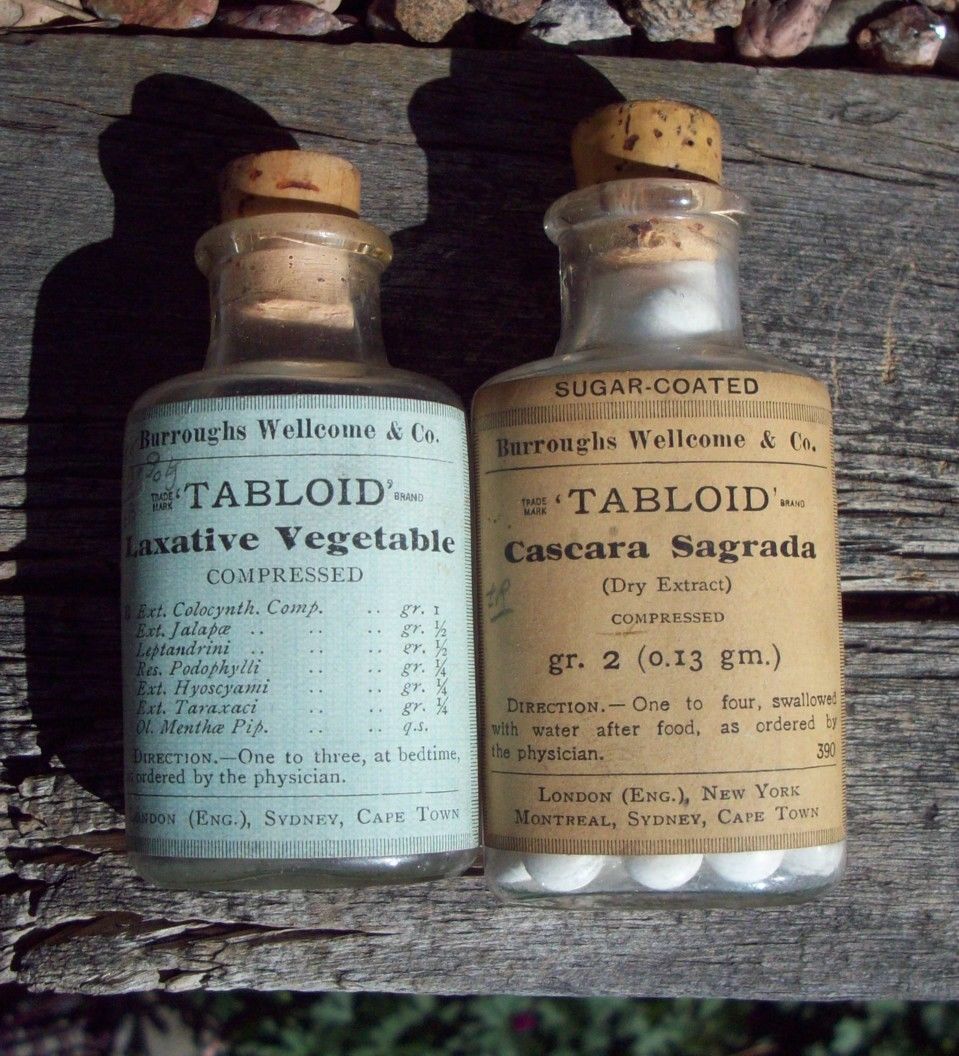 Burroughs Wellcome & Co.
TRADE MARK 'TABLOID' BRAND
Laxative Vegetable
COMPRESSED
Ext. Colocynth. Comp. .. gr. 1
Ext. Jalapæ .. .. .. gr. ½
Leptandrini .. .. .. gr. ½
Res. Podophylli .. .. gr. ¼
Ext. Hyoscyami .. .. gr. ¼
Ext. Taraxaci .. .. gr. ¼
Ol. Menthæ Pip. .. .. q.s.
DIRECTION.—One to three, at bedtime,
ordered by the physician.
LONDON (ENG.), SYDNEY, CAPE TOWN
SUGAR-COATED
Burroughs Wellcome & Co.
TRADE MARK 'TABLOID' BRAND
Cascara Sagrada
(Dry Extract)
COMPRESSED
gr. 2 (0.13 gm.)
DIRECTION.—One to four, swallowed
with water after food, as ordered by
the physician. 390
LONDON (ENG.), NEW YORK
MONTREAL, SYDNEY, CAPE TOWN